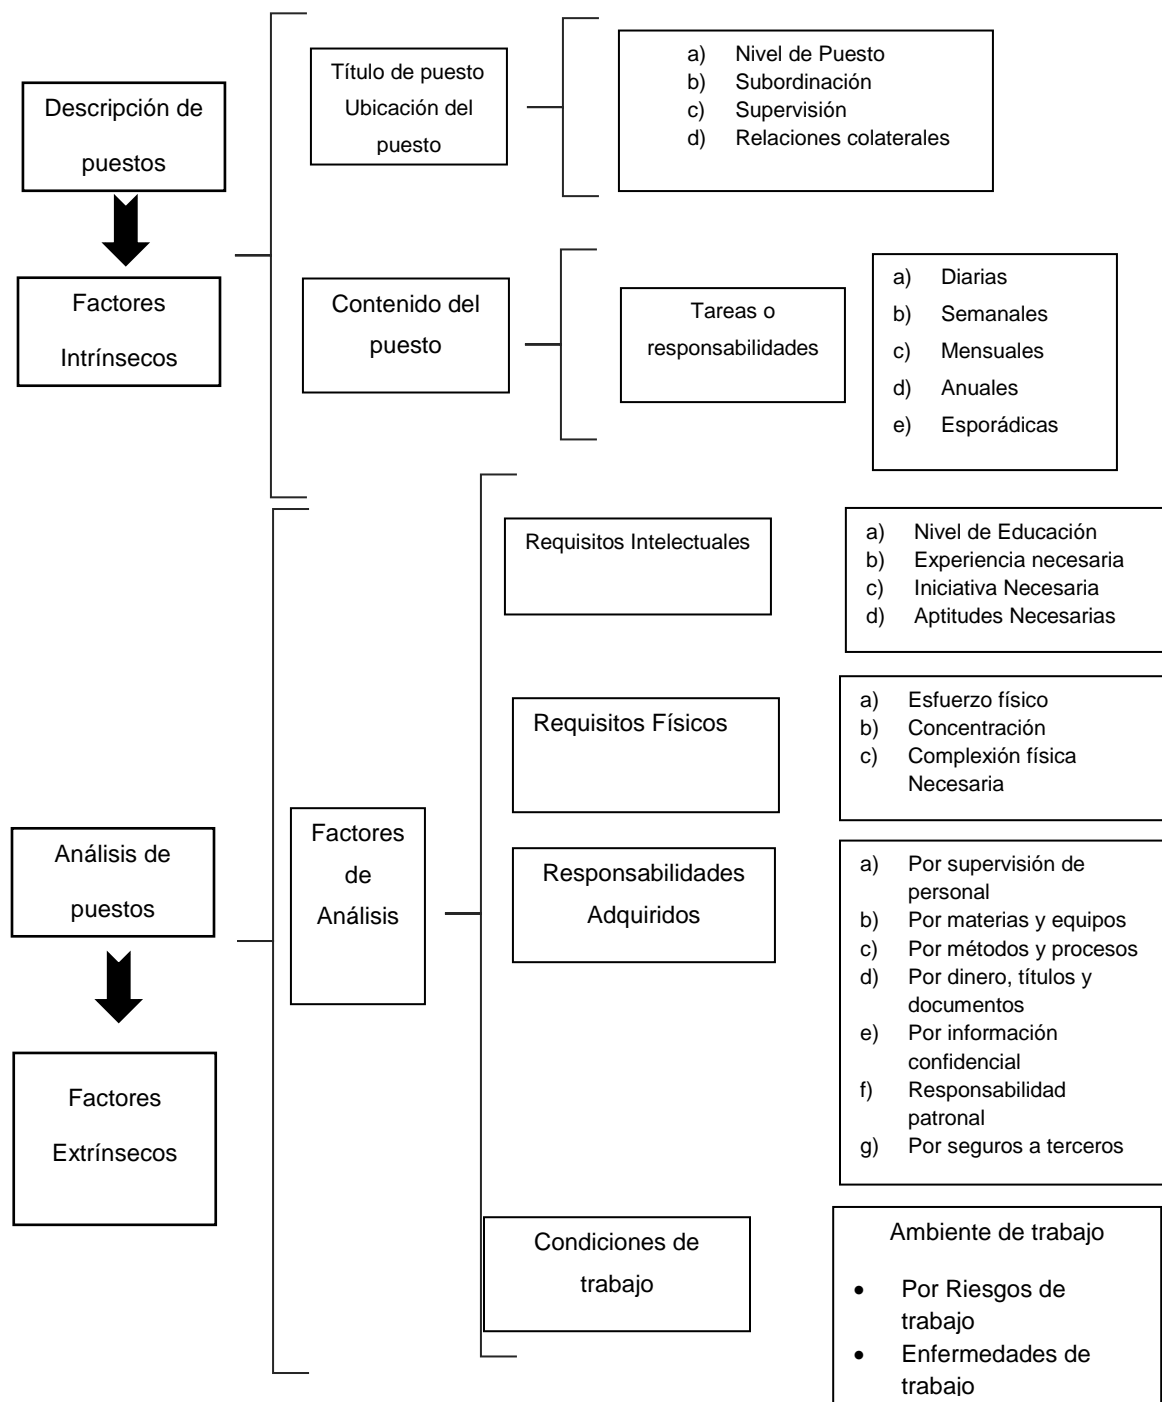 Descripción de
puestos
Factores
Intrínsecos
Título de puesto
Ubicación del
puesto
a) Nivel de Puesto
b) Subordinación
c) Supervisión
d) Relaciones colaterales
Contenido del
puesto
Tareas o
responsabilidades
a) Diarias
b) Semanales
c) Mensuales
d) Anuales
e) Esporádicas
Análisis de
puestos
Factores
Extrínsecos
Factores
de
Análisis
Requisitos Intelectuales
a) Nivel de Educación
b) Experiencia necesaria
c) Iniciativa Necesaria
d) Aptitudes Necesarias
Requisitos Físicos
a) Esfuerzo físico
b) Concentración
c) Complexión física
Necesaria
Responsabilidades
Adquiridos
a) Por supervisión de
personal
b) Por materias y equipos
c) Por métodos y procesos
d) Por dinero, títulos y
documentos
e) Por información
confidencial
f) Responsabilidad
patronal
g) Por seguros a terceros
Condiciones de
trabajo
Ambiente de trabajo
• Por Riesgos de
trabajo
• Enfermedades de
trabajo